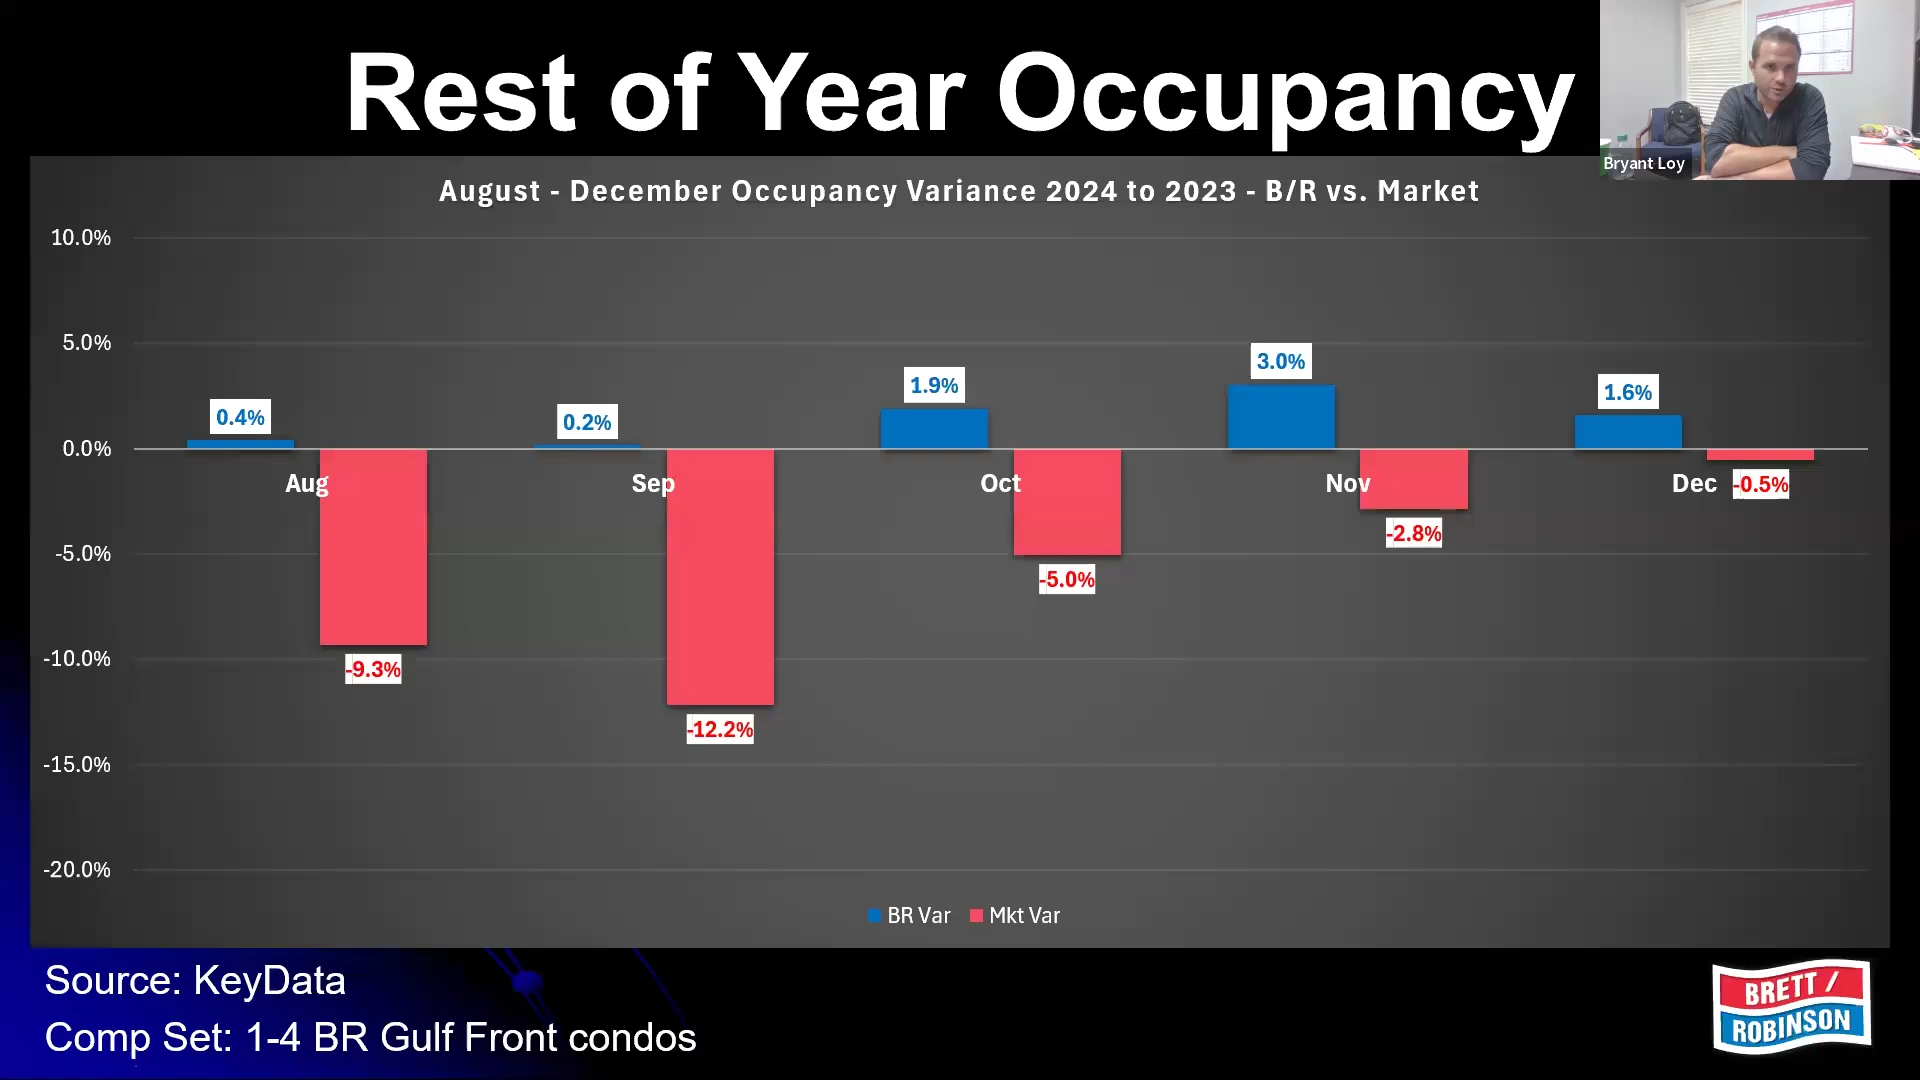 Rest of Year Occupancy
Bryant Loy
August - December Occupancy Variance 2024 to 2023 - B/R vs. Market
10.0%
5.0%
0.0%
-5.0%
-10.0%
-15.0%
-20.0%
0.4%
0.2%
1.9%
3.0%
1.6%
Aug
Sep
Oct
Nov
Dec
-9.3%
-12.2%
-5.0%
-2.8%
-0.5%
BR Var
Mkt Var
Source: KeyData
Comp Set: 1-4 BR Gulf Front condos
BRETT /
ROBINSON